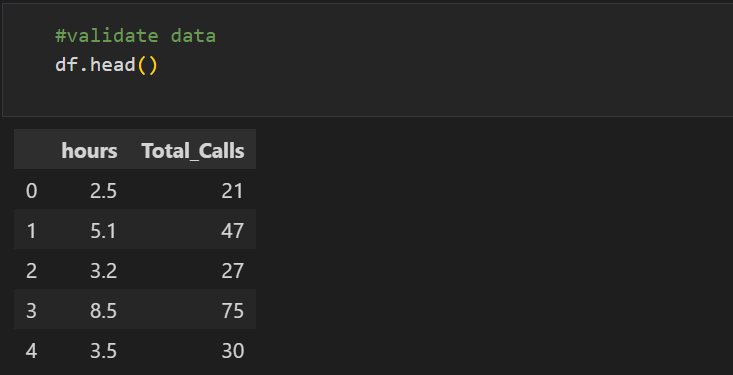 #validate data
df.head()
hours Total_Calls
0 2.5 21
1 5.1 47
2 3.2 27
3 8.5 75
4 3.5 30